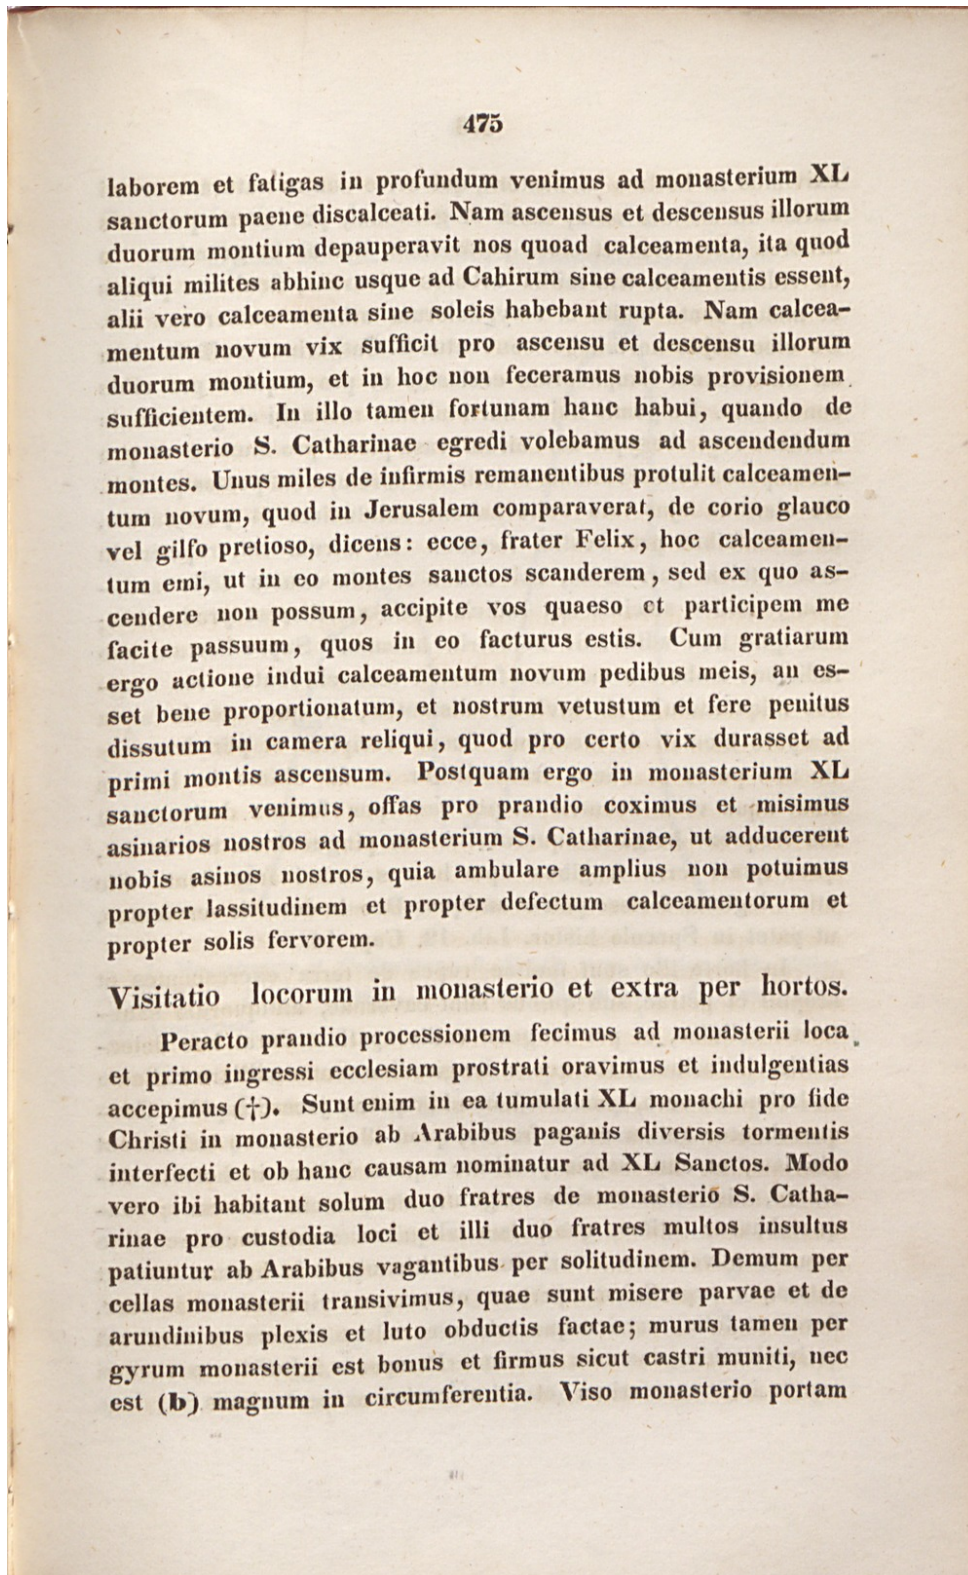 475
laborem et fatigas in profundum venimus ad monasterium XL
sanctorum paene discalceati. Nam ascensus et descensus illorum
duorum montium depauperavit nos quoad calceamenta, ita quod
aliqui milites abhinc usque ad Cahirum sine calceamentis essent,
alii vero calceamenta sine soleis habebant rupta. Nam calcea-
mentum novum vix sufficit pro ascensu et descensu illorum
duorum montium, et in hoc non feceramus nobis provisionem
sufficientem. In illo tamen fortunam hanc habui, quando de
monasterio S. Catharinae egredi volebamus ad ascendendum
montes. Unus miles de infirmis remanentibus protulit calceamen-
tum novum, quod in Jerusalem comparaverat, de corio glauco
vel gilfo pretioso, dicens: ecce, frater Felix, hoc calceamen-
tum emi, ut in eo montes sanctos scanderem, sed ex quo as-
cendere non possum, accipite vos quaeso et participem me
facite passuum, quos in eo facturus estis. Cum gratiarum
ergo actione indui calceamentum novum pedibus meis, an es-
set bene proportionatum, et nostrum vetustum et fere penitus
dissutum in camera reliqui, quod pro certo vix durasset ad
primi montis ascensum. Postquam ergo in monasterium XL
sanctorum venimus, offas pro prandio coximus et misimus
asinarios nostros ad monasterium S. Catharinae, ut adducerent
nobis asinos nostros, quia ambulare amplius non potuimus
propter lassitudinem et propter defectum calceamentorum et
propter solis fervorem.
Visitatio locorum in monasterio et extra per hortos.
Peracto prandio processionem fecimus ad monasterii loca
et primo ingressi ecclesiam prostrati oravimus et indulgentias
accepimus (†). Sunt enim in ea tumulati XL monachi pro fide
Christi in monasterio ab Arabibus paganis diversis tormentis
interfecti et ob hanc causam nominatur ad XL Sanctos. Modo
vero ibi habitant solum duo fratres de monasterio S. Catha-
rinae pro custodia loci et illi duo fratres multos insultus
patiuntur ab Arabibus vagantibus per solitudinem. Demum per
cellas monasterii transivimus, quae sunt misere parvae et de
arundinibus plexis et luto obductis factae; murus tamen per
gyrum monasterii est bonus et firmus sicut castri muniti, nec
est (b) magnum in circumferentia. Viso monasterio portam